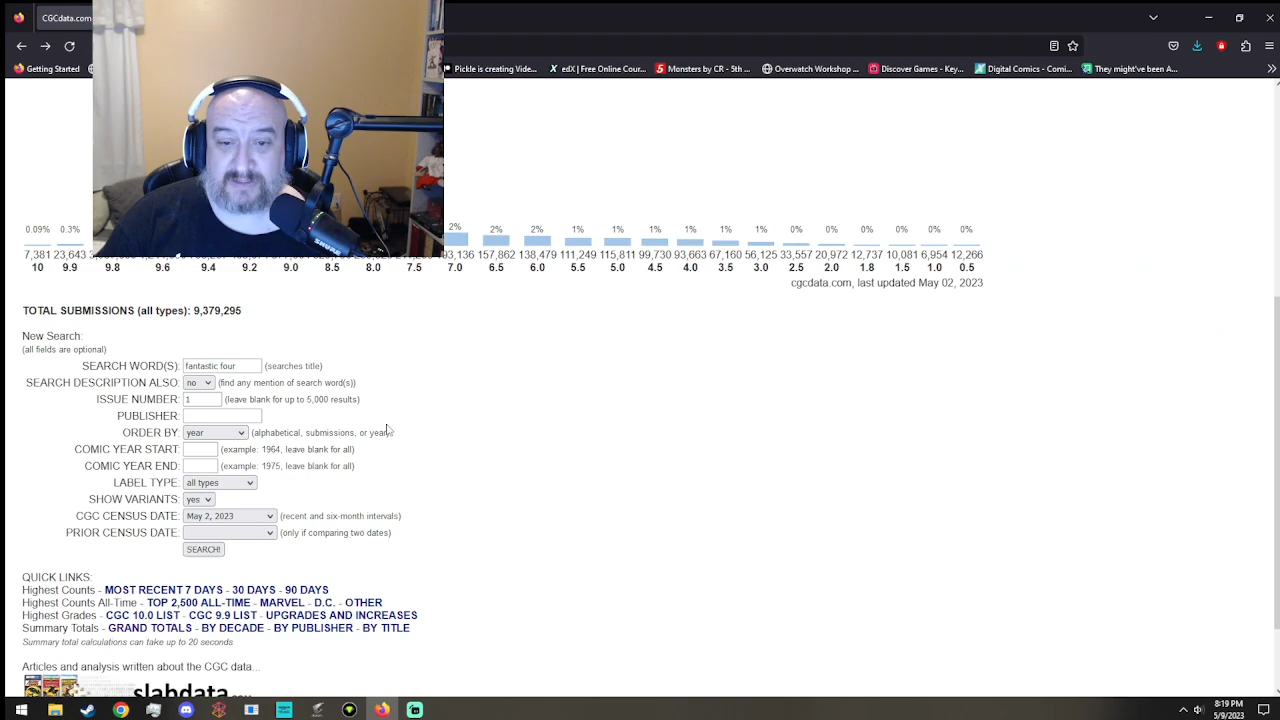 CGCdata.com
Getting Started
Pickle is creating Vide...
edX | Free Online Cour...
Monsters by CR - 5th ...
Overwatch Workshop ...
Discover Games - Key...
Digital Comics - Com...
They might've been A...
SHURE
0.09% 0.3% 2% 2% 2% 1% 1% 1% 1% 1% 1% 0% 0% 0% 0% 0% 0%
7,381 23,643 93,136 157,862 138,479 111,249 115,811 99,730 93,663 67,160 56,125 33,557 20,972 12,737 10,081 6,954 12,266
10 9.9 9.8 9.6 9.4 9.2 9.0 8.5 8.0 7.5 7.0 6.5 6.0 5.5 5.0 4.5 4.0 3.5 3.0 2.5 2.0 1.8 1.5 1.0 0.5
cgcdata.com, last updated May 02, 2023
TOTAL SUBMISSIONS (all types): 9,379,295
New Search:
(all fields are optional)
SEARCH WORD(S): fantastic four (searches title)
SEARCH DESCRIPTION ALSO: no (find any mention of search word(s))
ISSUE NUMBER: 1 (leave blank for up to 5,000 results)
PUBLISHER:
ORDER BY: year (alphabetical, submissions, or years
COMIC YEAR START: (example: 1964, leave blank for all)
COMIC YEAR END: (example: 1975, leave blank for all)
LABEL TYPE: all types
SHOW VARIANTS: yes
CGC CENSUS DATE: May 2, 2023 (recent and six-month intervals)
PRIOR CENSUS DATE: (only if comparing two dates)
SEARCH!
QUICK LINKS:
Highest Counts - MOST RECENT 7 DAYS - 30 DAYS - 90 DAYS
Highest Counts All-Time - TOP 2,500 ALL-TIME - MARVEL - D.C. - OTHER
Highest Grades - CGC 10.0 LIST - CGC 9.9 LIST - UPGRADES AND INCREASES
Summary Totals - GRAND TOTALS - BY DECADE - BY PUBLISHER - BY TITLE
Summary total calculations can take up to 20 seconds
Articles and analysis written about the CGC data...
slabdata.com
8:19 PM
5/9/2023